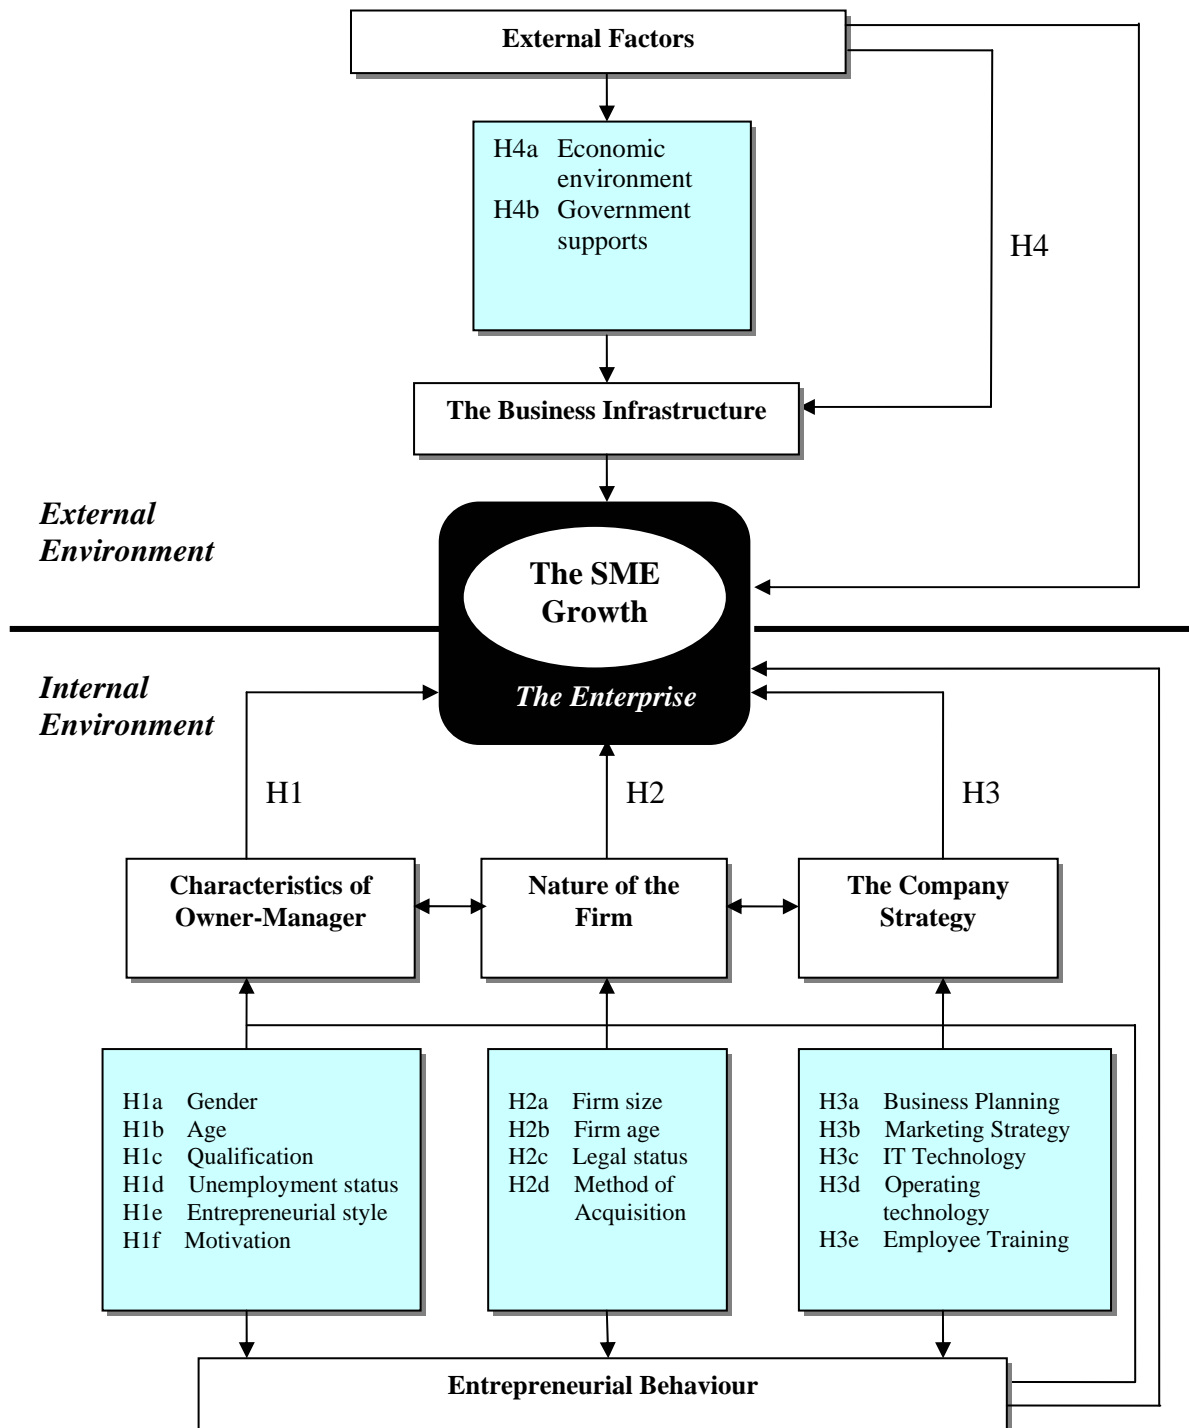 External Factors
H4a Economic
environment
H4b Government
supports
H4
The Business Infrastructure
External
Environment
The SME
Growth
Internal
Environment
The Enterprise
H1
H2
H3
Characteristics of
Owner-Manager
Nature of the
Firm
The Company
Strategy
H1a Gender
H1b Age
H1c Qualification
H1d Unemployment status
H1e Entrepreneurial style
H1f Motivation
H2a Firm size
H2b Firm age
H2c Legal status
H2d Method of
Acquisition
H3a Business Planning
H3b Marketing Strategy
H3c IT Technology
H3d Operating
technology
H3e Employee Training
Entrepreneurial Behaviour